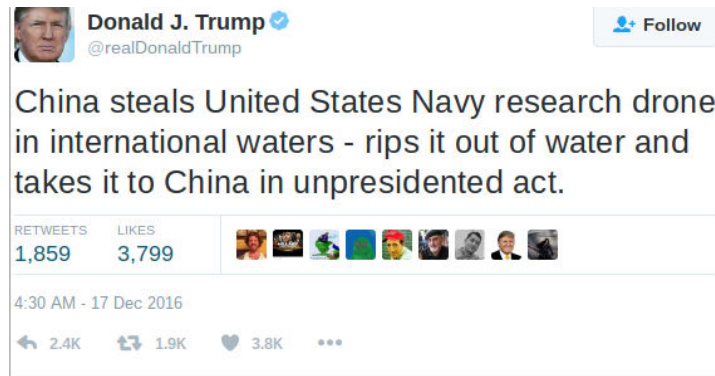 Donald J. Trump
Follow
@realDonaldTrump
China steals United States Navy research drone
in international waters - rips it out of water and
takes it to China in unpresidented act.
RETWEETS LIKES
1,859 3,799
4:30 AM - 17 Dec 2016
2.4K 1.9K 3.8K